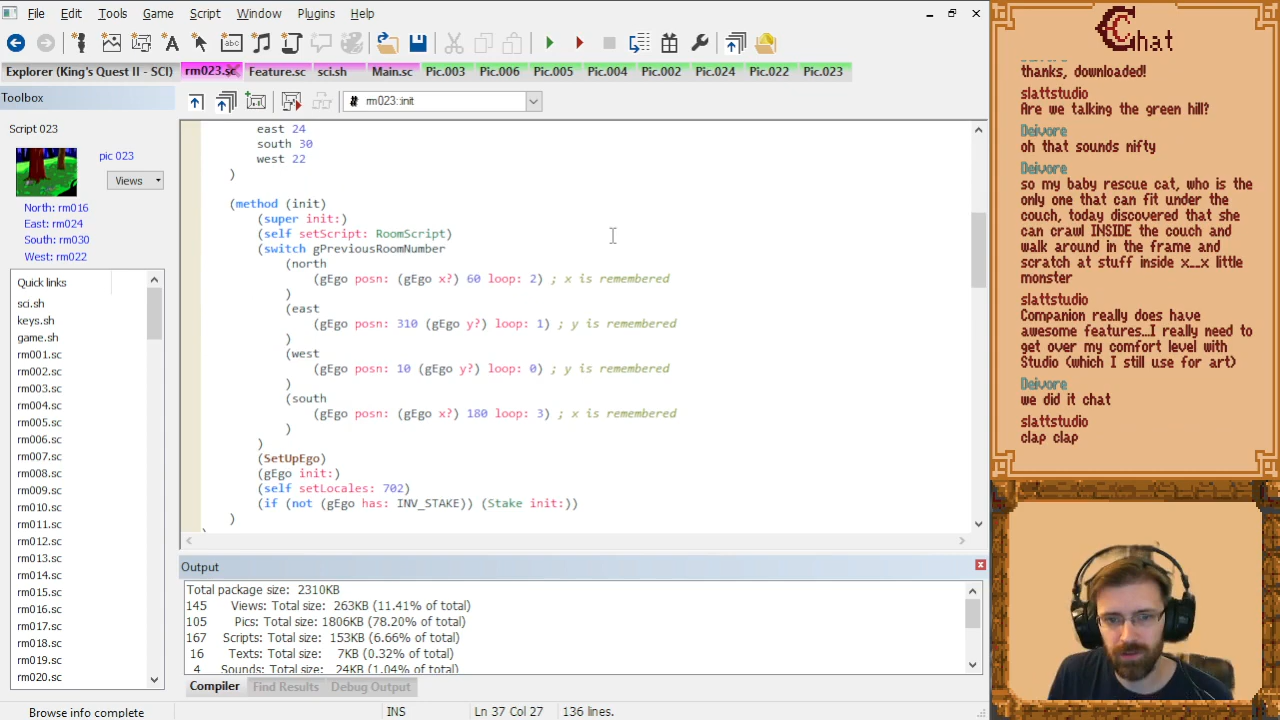 File Edit Tools Game Script Window Plugins Help
Explorer (King's Quest II - SCI) rm023.sc Feature.sc sci.sh Main.sc Pic.003 Pic.006 Pic.005 Pic.004 Pic.002 Pic.024 Pic.022 Pic.023
Toolbox
rm023::init
Script 023
pic 023
Views
North: rm016
East: rm024
South: rm030
West: rm022
Quick links
sci.sh
keys.sh
game.sh
rm001.sc
rm002.sc
rm003.sc
rm004.sc
rm005.sc
rm006.sc
rm007.sc
rm008.sc
rm009.sc
rm010.sc
rm011.sc
rm012.sc
rm013.sc
rm014.sc
rm015.sc
rm016.sc
rm017.sc
rm018.sc
rm019.sc
rm020.sc
east 24
south 30
west 22
)
(method (init)
(super init:)
(self setScript: RoomScript)
(switch gPreviousRoomNumber
(north
(gEgo posn: (gEgo x?) 60 loop: 2) ; x is remembered
)
(east
(gEgo posn: 310 (gEgo y?) loop: 1) ; y is remembered
)
(west
(gEgo posn: 10 (gEgo y?) loop: 0) ; y is remembered
)
(south
(gEgo posn: (gEgo x?) 180 loop: 3) ; x is remembered
)
)
(SetUpEgo)
(gEgo init:)
(self setLocales: 702)
(if (not (gEgo has: INV_STAKE)) (Stake init:))
)
Output
Total package size: 2310KB
145 Views: Total size: 263KB (11.41% of total)
105 Pics: Total size: 1806KB (78.20% of total)
167 Scripts: Total size: 153KB (6.66% of total)
16 Texts: Total size: 7KB (0.32% of total)
4 Sounds: Total size: 24KB (1.04% of total)
Compiler Find Results Debug Output
Browse info complete INS Ln 37 Col 27 136 lines.
Chat
thanks, downloaded!
slattstudio
Are we talking the green hill?
Deivore
oh that sounds nifty
Deivore
so my baby rescue cat, who is the
only one that can fit under the
couch, today discovered that she
can crawl INSIDE the couch and
walk around in the frame and
scratch at stuff inside x__x little
monster
slattstudio
Companion really does have
awesome features...I really need to
get over my comfort level with
Studio (which I still use for art)
Deivore
we did it chat
slattstudio
clap clap